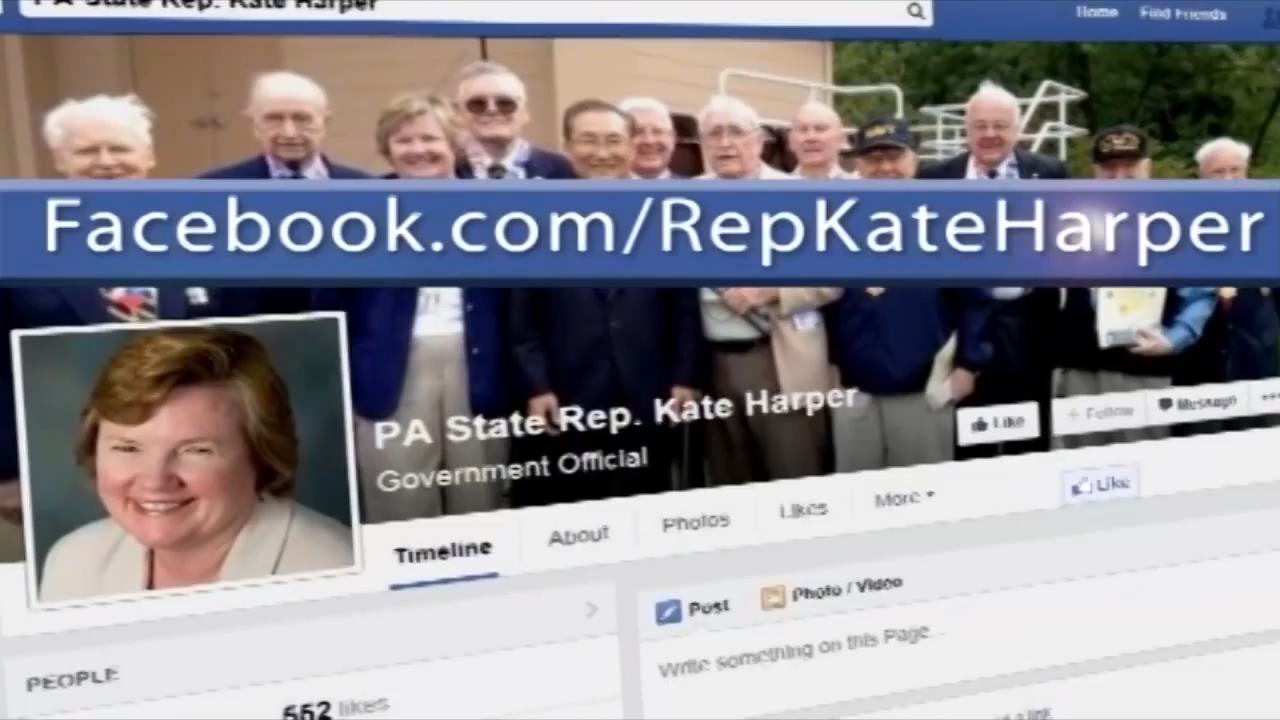 PA State Rep. Kate Harper
Home Find Friends
Facebook.com/RepKateHarper
PA State Rep. Kate Harper
Government Official
Like + Follow Message ...
Timeline About Photos Likes More
Like
Post Photo / Video
Write something on this Page...
PEOPLE
552 likes